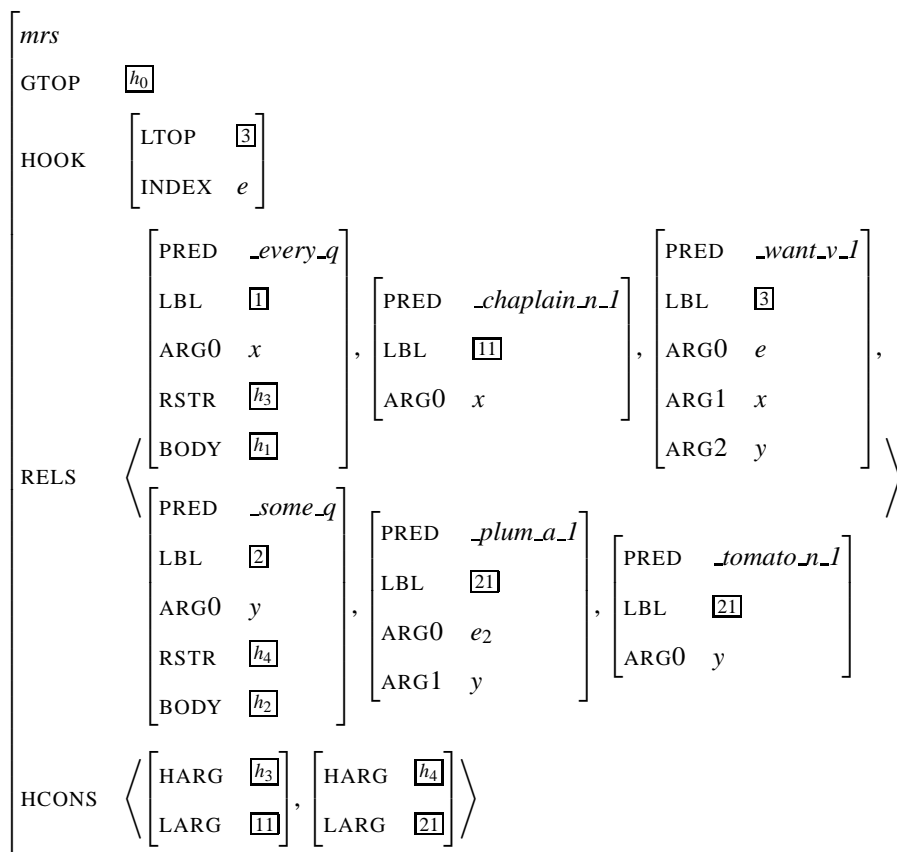 mrs
GTOP h0
HOOK LTOP 3
INDEX e
RELS
PRED _every_q
LBL 1
ARG0 x
RSTR h3
BODY h1
,
PRED _chaplain_n_1
LBL 11
ARG0 x
,
PRED _want_v_1
LBL 3
ARG0 e
ARG1 x
ARG2 y
,
PRED _some_q
LBL 2
ARG0 y
RSTR h4
BODY h2
,
PRED _plum_a_1
LBL 21
ARG0 e2
ARG1 y
,
PRED _tomato_n_1
LBL 21
ARG0 y
HCONS
HARG h3
LARG 11
,
HARG h4
LARG 21